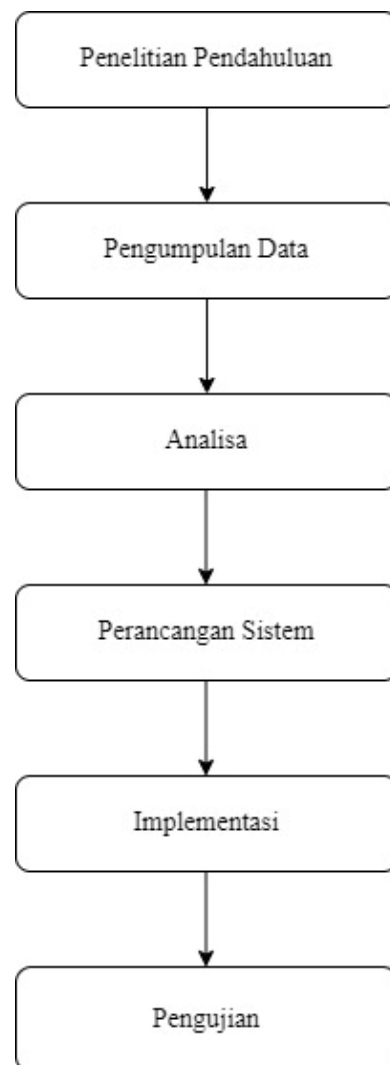 Penelitian Pendahuluan
Pengumpulan Data
Analisa
Perancangan Sistem
Implementasi
Pengujian